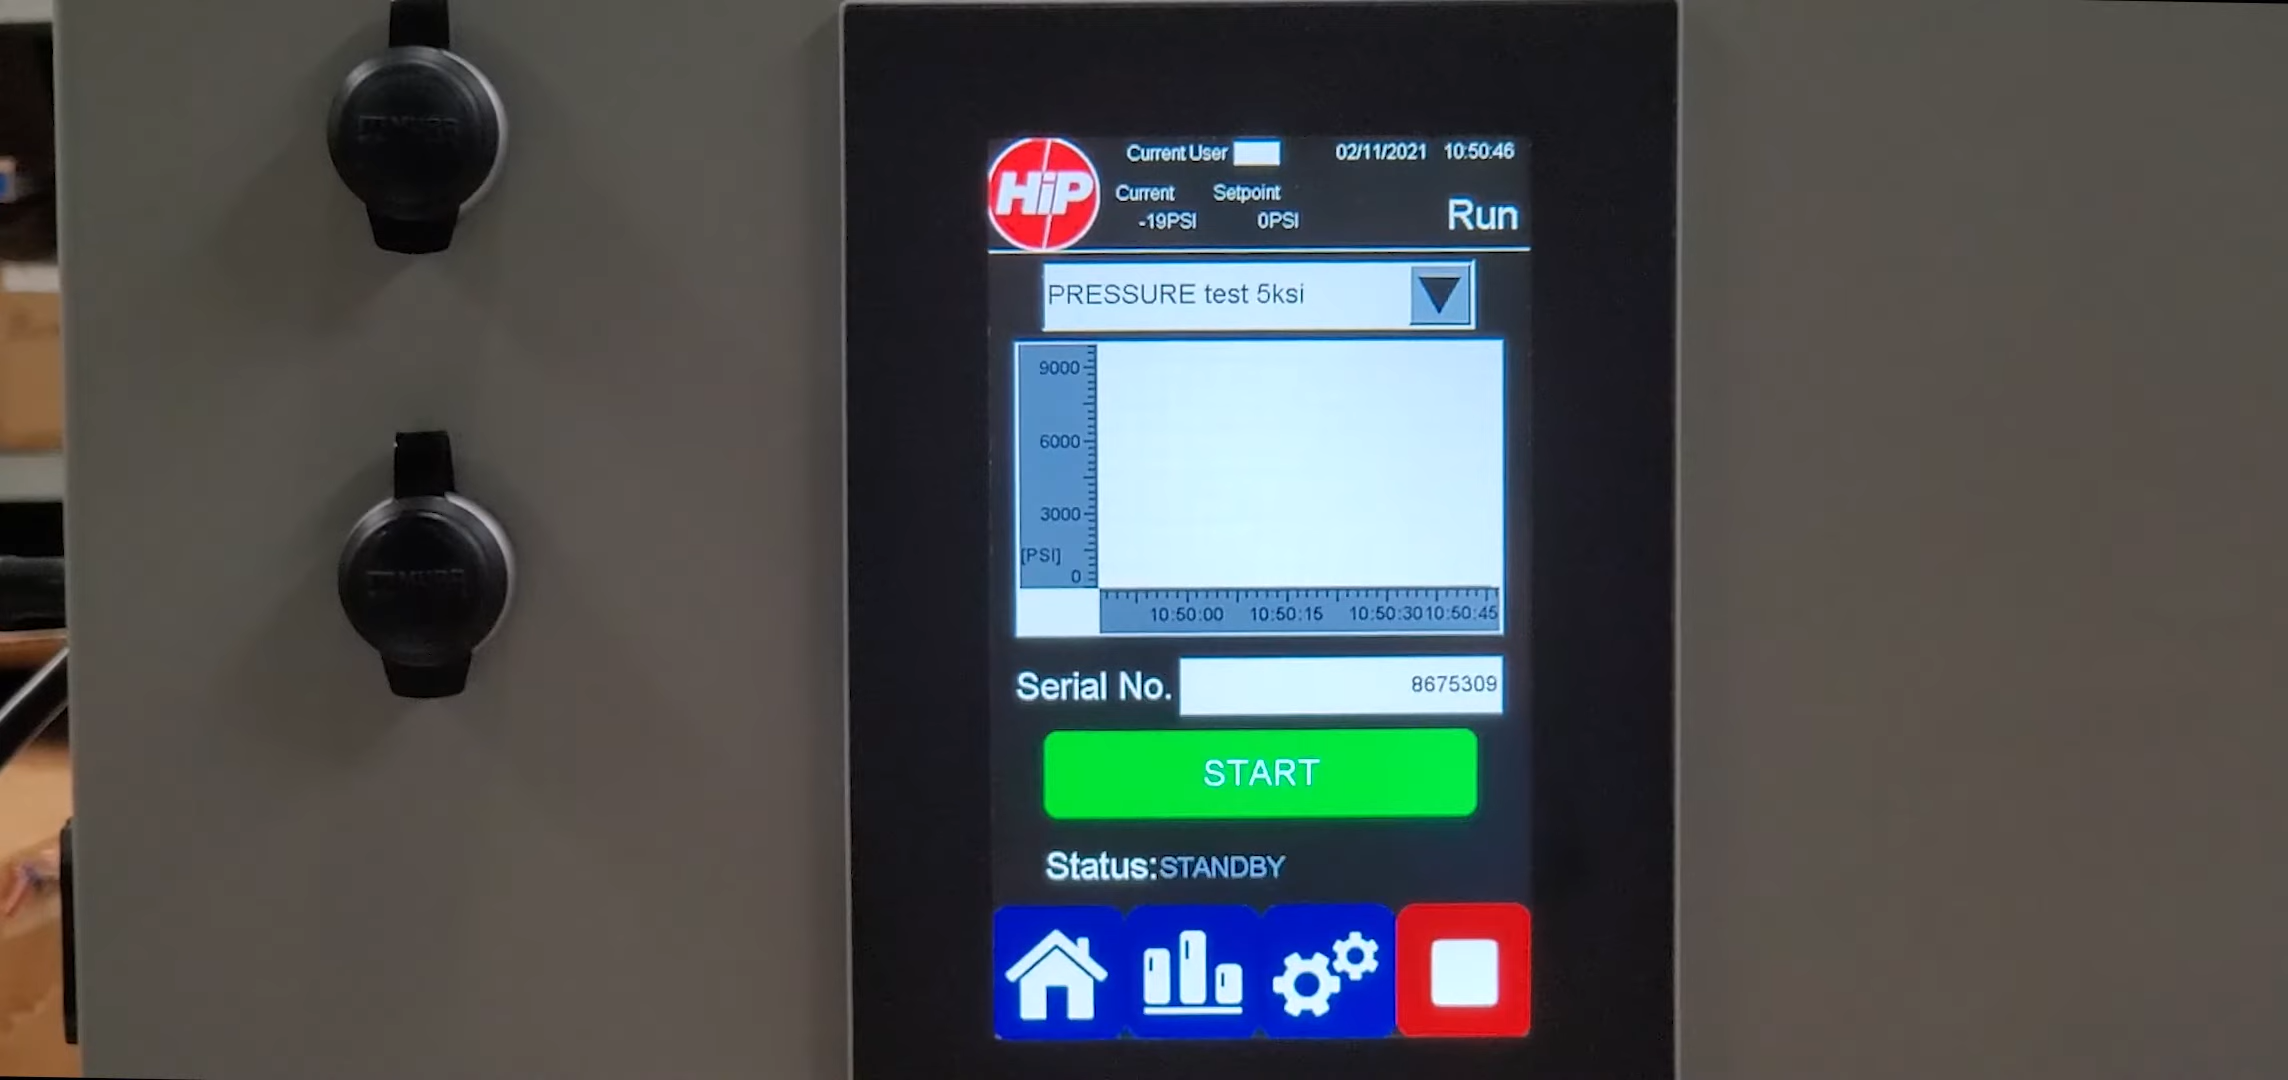 Current User
02/11/2021 10:50:46
HiP
Current Setpoint
-19PSI 0PSI
Run
PRESSURE test 5ksi
9000
6000
3000
[PSI]
0
10:50:00 10:50:15 10:50:30 10:50:45
Serial No. 8675309
START
Status:STANDBY